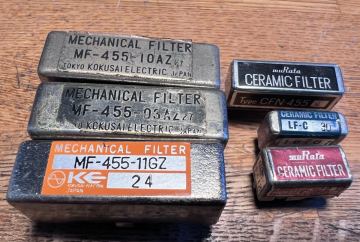 MECHANICAL FILTER
MF-455-10AZ
TOKYO KOKUSAI ELECTRIC JAPAN
MECHANICAL FILTER
MF-455-03AZ
KOKUSAI ELECTRIC JAPAN
MECHANICAL FILTER
MF-455-11GZ
KE
JAPAN
24
muRata
CERAMIC FILTER
Type CFN-455
CERAMIC FILTER
LF-C
muRata
CERAMIC FILTER